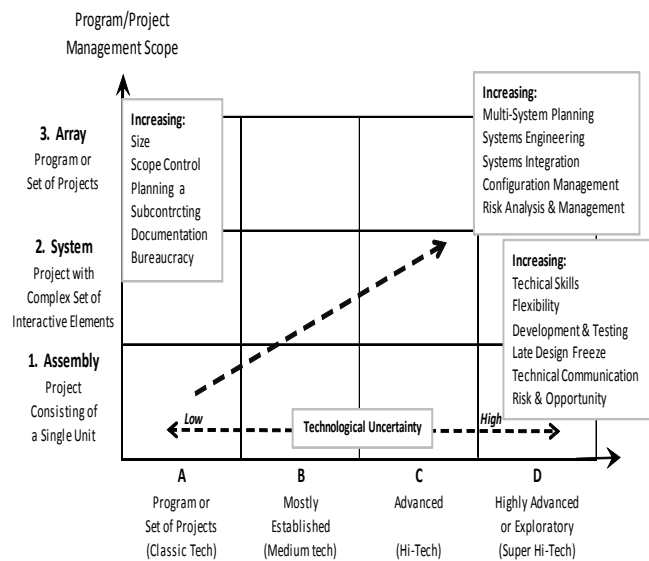 Program/Project
Management Scope
3. Array
Program or
Set of Projects
2. System
Project with
Complex Set of
Interactive Elements
1. Assembly
Project
Consisting of
a Single Unit
Increasing:
Size
Scope Control
Planning a
Subcontrcting
Documentation
Bureaucracy
Increasing:
Multi-System Planning
Systems Engineering
Systems Integration
Configuration Management
Risk Analysis & Management
Increasing:
Techical Skills
Flexibility
Development & Testing
Late Design Freeze
Technical Communication
Risk & Opportunity
Low
Technological Uncertainty
High
A
Program or
Set of Projects
(Classic Tech)
B
Mostly
Established
(Medium tech)
C
Advanced
(Hi-Tech)
D
Highly Advanced
or Exploratory
(Super Hi-Tech)